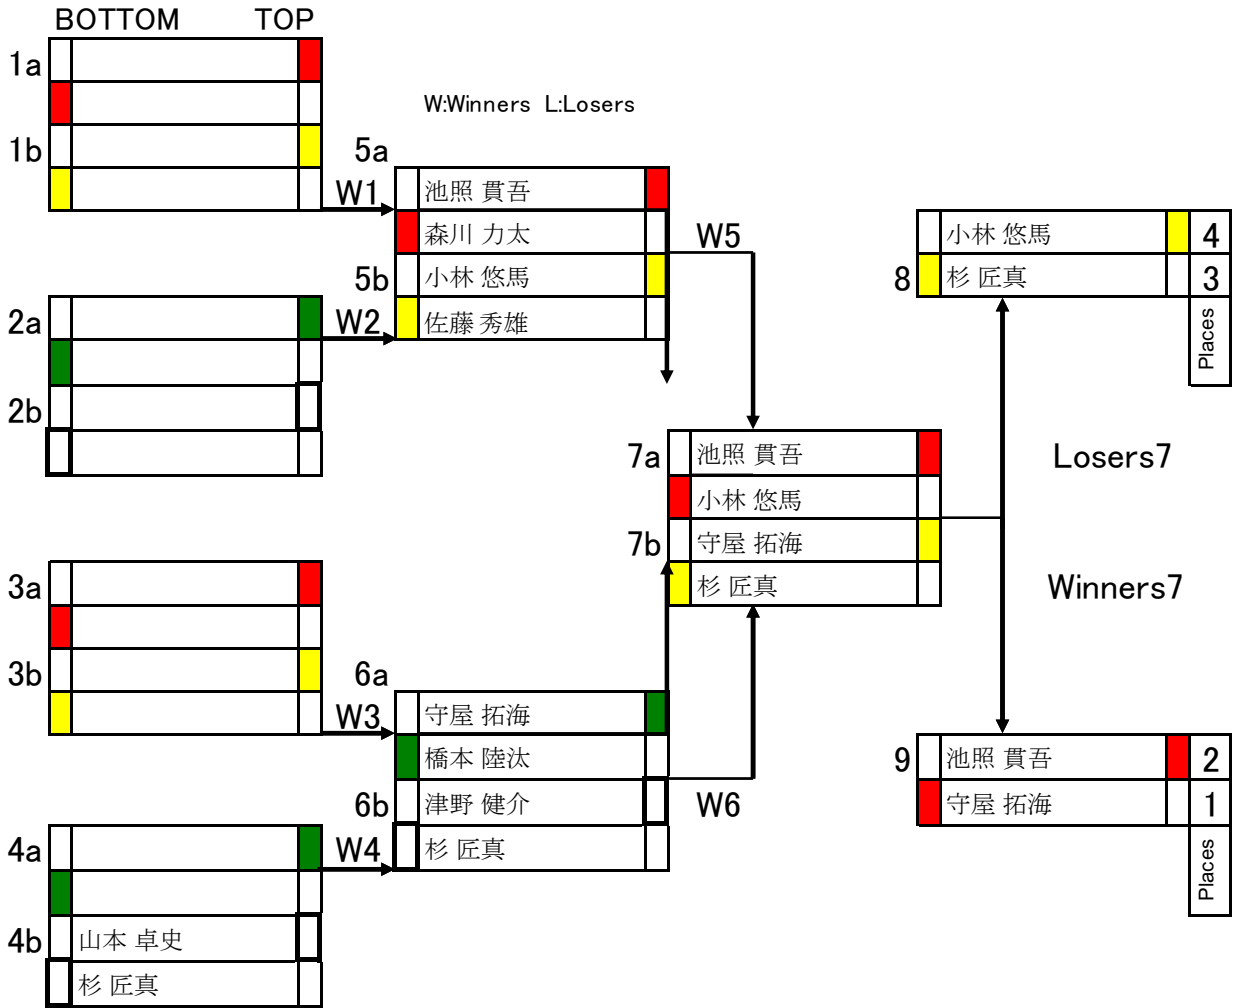 BOTTOM TOP
1a
1b
W:Winners L:Losers
5a
W1
池照 貫吾
森川 力太
W5
小林 悠馬 4
5b
小林 悠馬
8
杉 匠真 3
2a
W2
佐藤 秀雄
Places
2b
7a
池照 貫吾
Losers7
小林 悠馬
7b
守屋 拓海
3a
杉 匠真
Winners7
3b
6a
W3
守屋 拓海
橋本 陸汰
9
池照 貫吾 2
6b
津野 健介
W6
守屋 拓海 1
4a
W4
杉 匠真
Places
4b
山本 卓史
杉 匠真